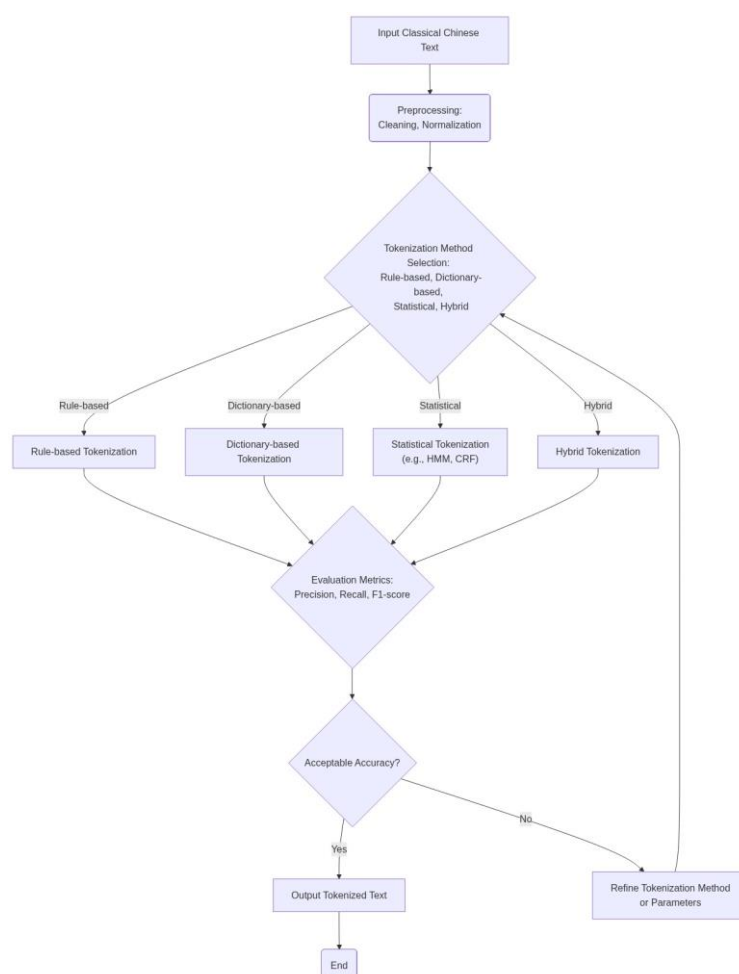 Input Classical Chinese
Text
Preprocessing:
Cleaning, Normalization
Tokenization Method
Selection:
Rule-based, Dictionary-
based,
Statistical, Hybrid
Rule-based
Dictionary-based
Statistical
Hybrid
Rule-based Tokenization
Dictionary-based
Tokenization
Statistical Tokenization
(e.g., HMM, CRF)
Hybrid Tokenization
Evaluation Metrics:
Precision, Recall, F1-score
Acceptable Accuracy?
No
Yes
Output Tokenized Text
Refine Tokenization Method
or Parameters
End